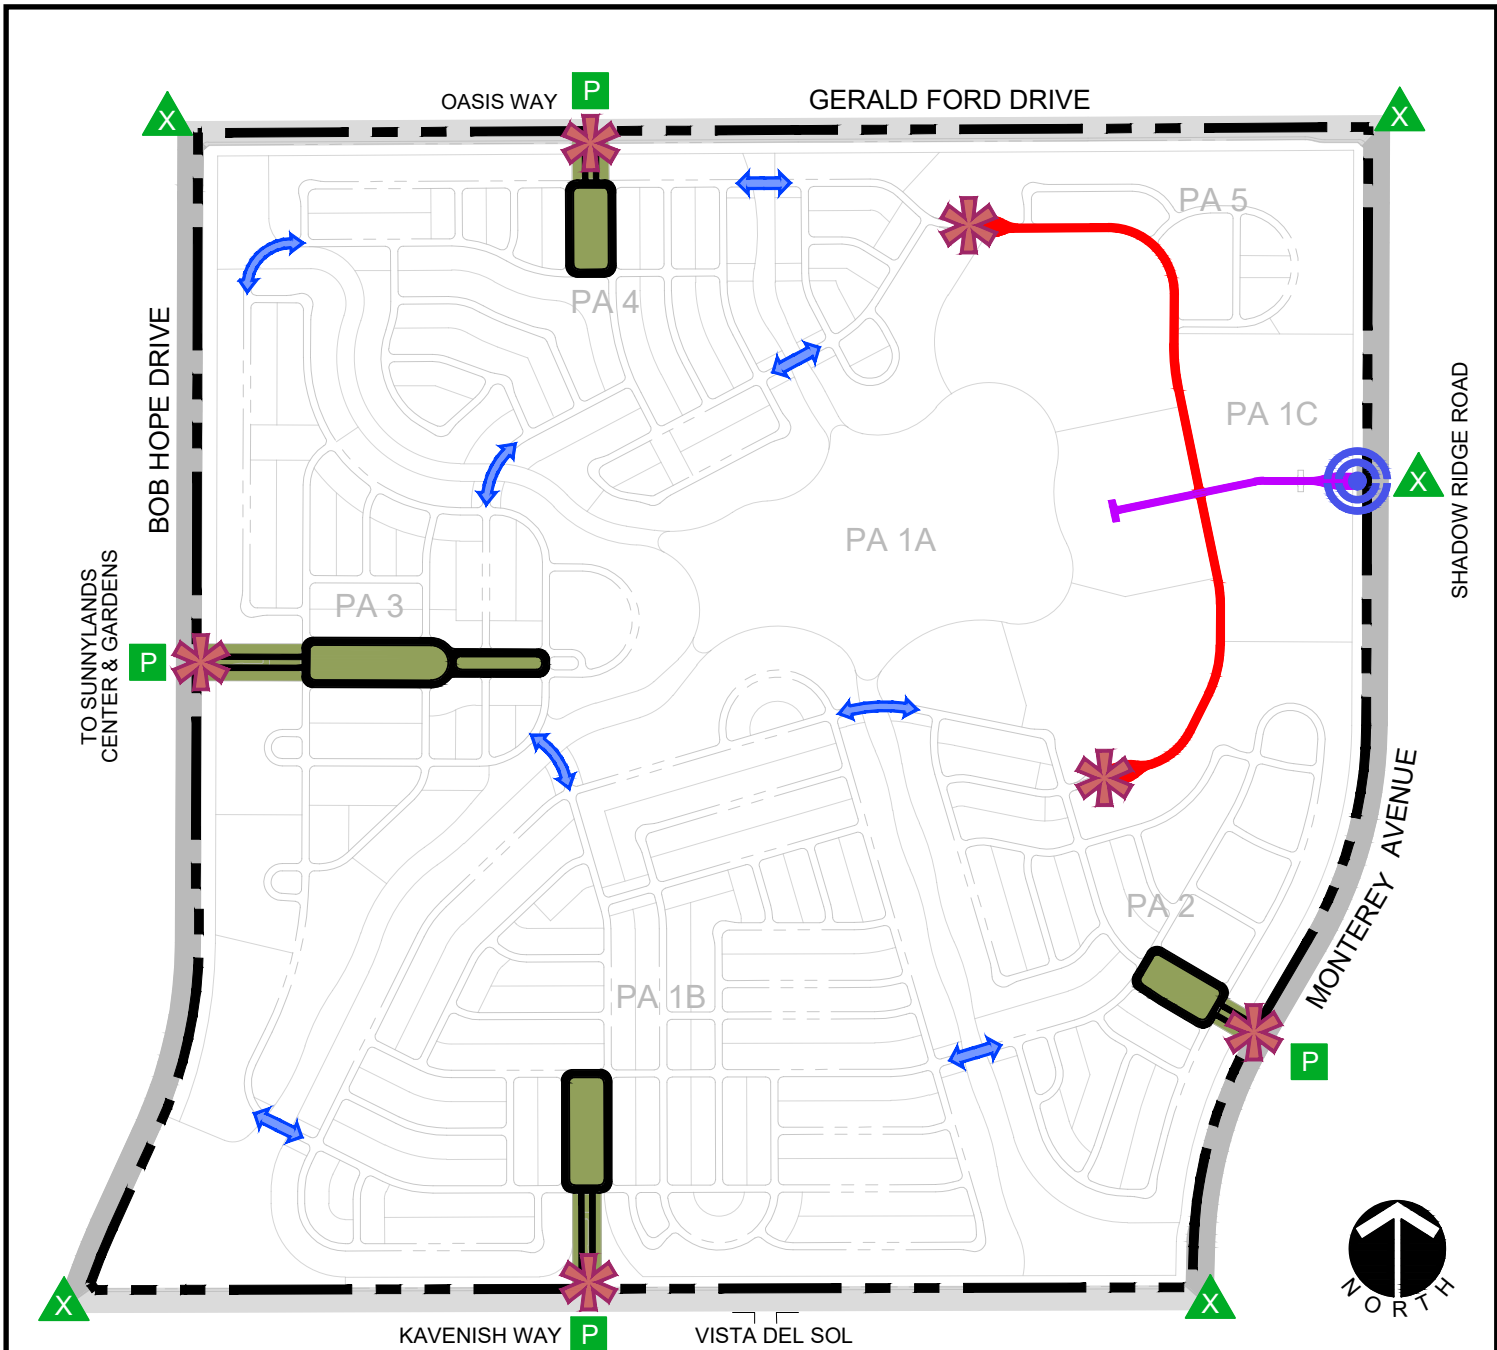 P
OASIS WAY
GERALD FORD DRIVE
X
X
PA 5
PA 4
BOB HOPE DRIVE
PA 1C
SHADOW RIDGE ROAD
X
PA 1A
TO SUNNYLANDS
CENTER & GARDENS
P
PA 3
MONTEREY AVENUE
PA 2
PA 1B
P
X
X
NORTH
KAVENISH WAY
P
VISTA DEL SOL